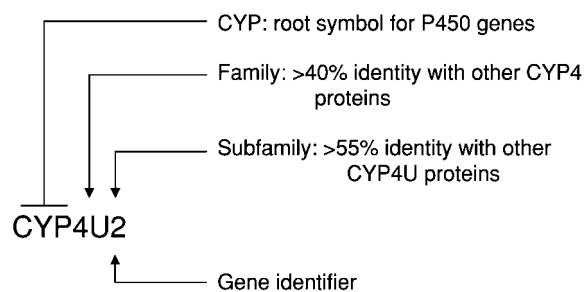 CYP: root symbol for P450 genes
Family: >40% identity with other CYP4
proteins
Subfamily: >55% identity with other
CYP4U proteins
CYP4U2
Gene identifier